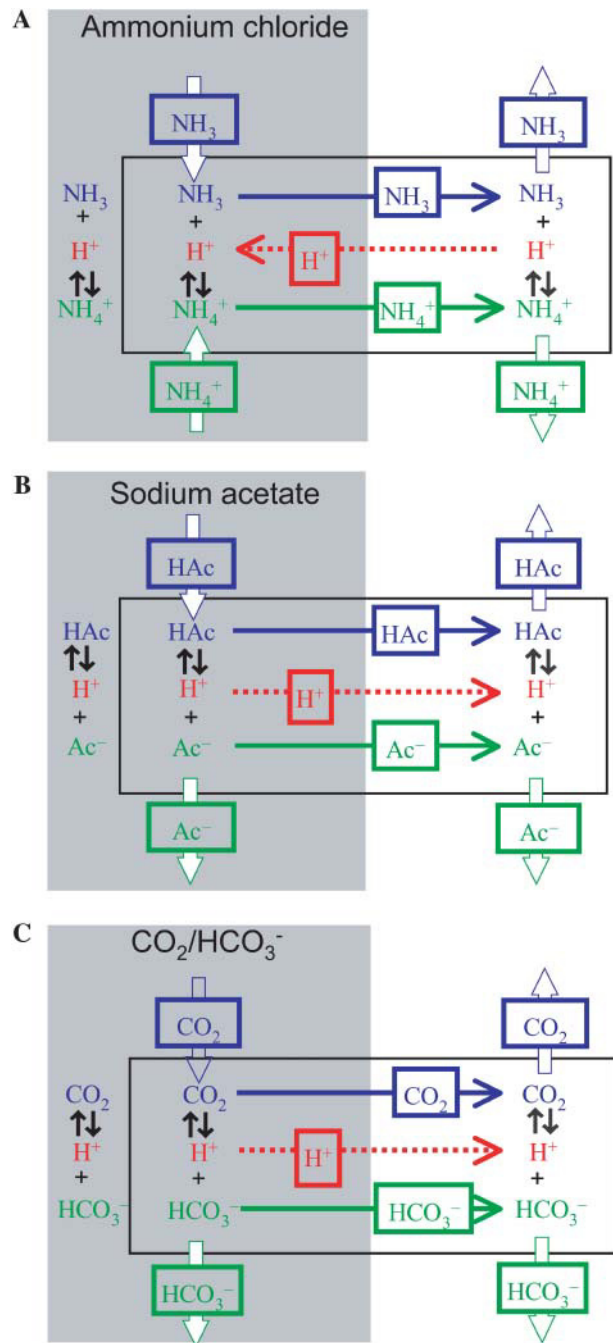 A
Ammonium chloride
NH₃ NH₃
NH₃ NH₃ NH₃ NH₃
+ + +
H⁺ H⁺ H⁺ H⁺
NH₄⁺ NH₄⁺ NH₄⁺ NH₄⁺
NH₄⁺ NH₄⁺
B
Sodium acetate
HAc HAc
HAc HAc HAc HAc
H⁺ H⁺ H⁺ H⁺
+ + +
Ac⁻ Ac⁻ Ac⁻ Ac⁻
Ac⁻ Ac⁻
C
CO₂/HCO₃⁻
CO₂ CO₂
CO₂ CO₂ CO₂ CO₂
H⁺ H⁺ H⁺ H⁺
+ + +
HCO₃⁻ HCO₃⁻ HCO₃⁻ HCO₃⁻
HCO₃⁻ HCO₃⁻